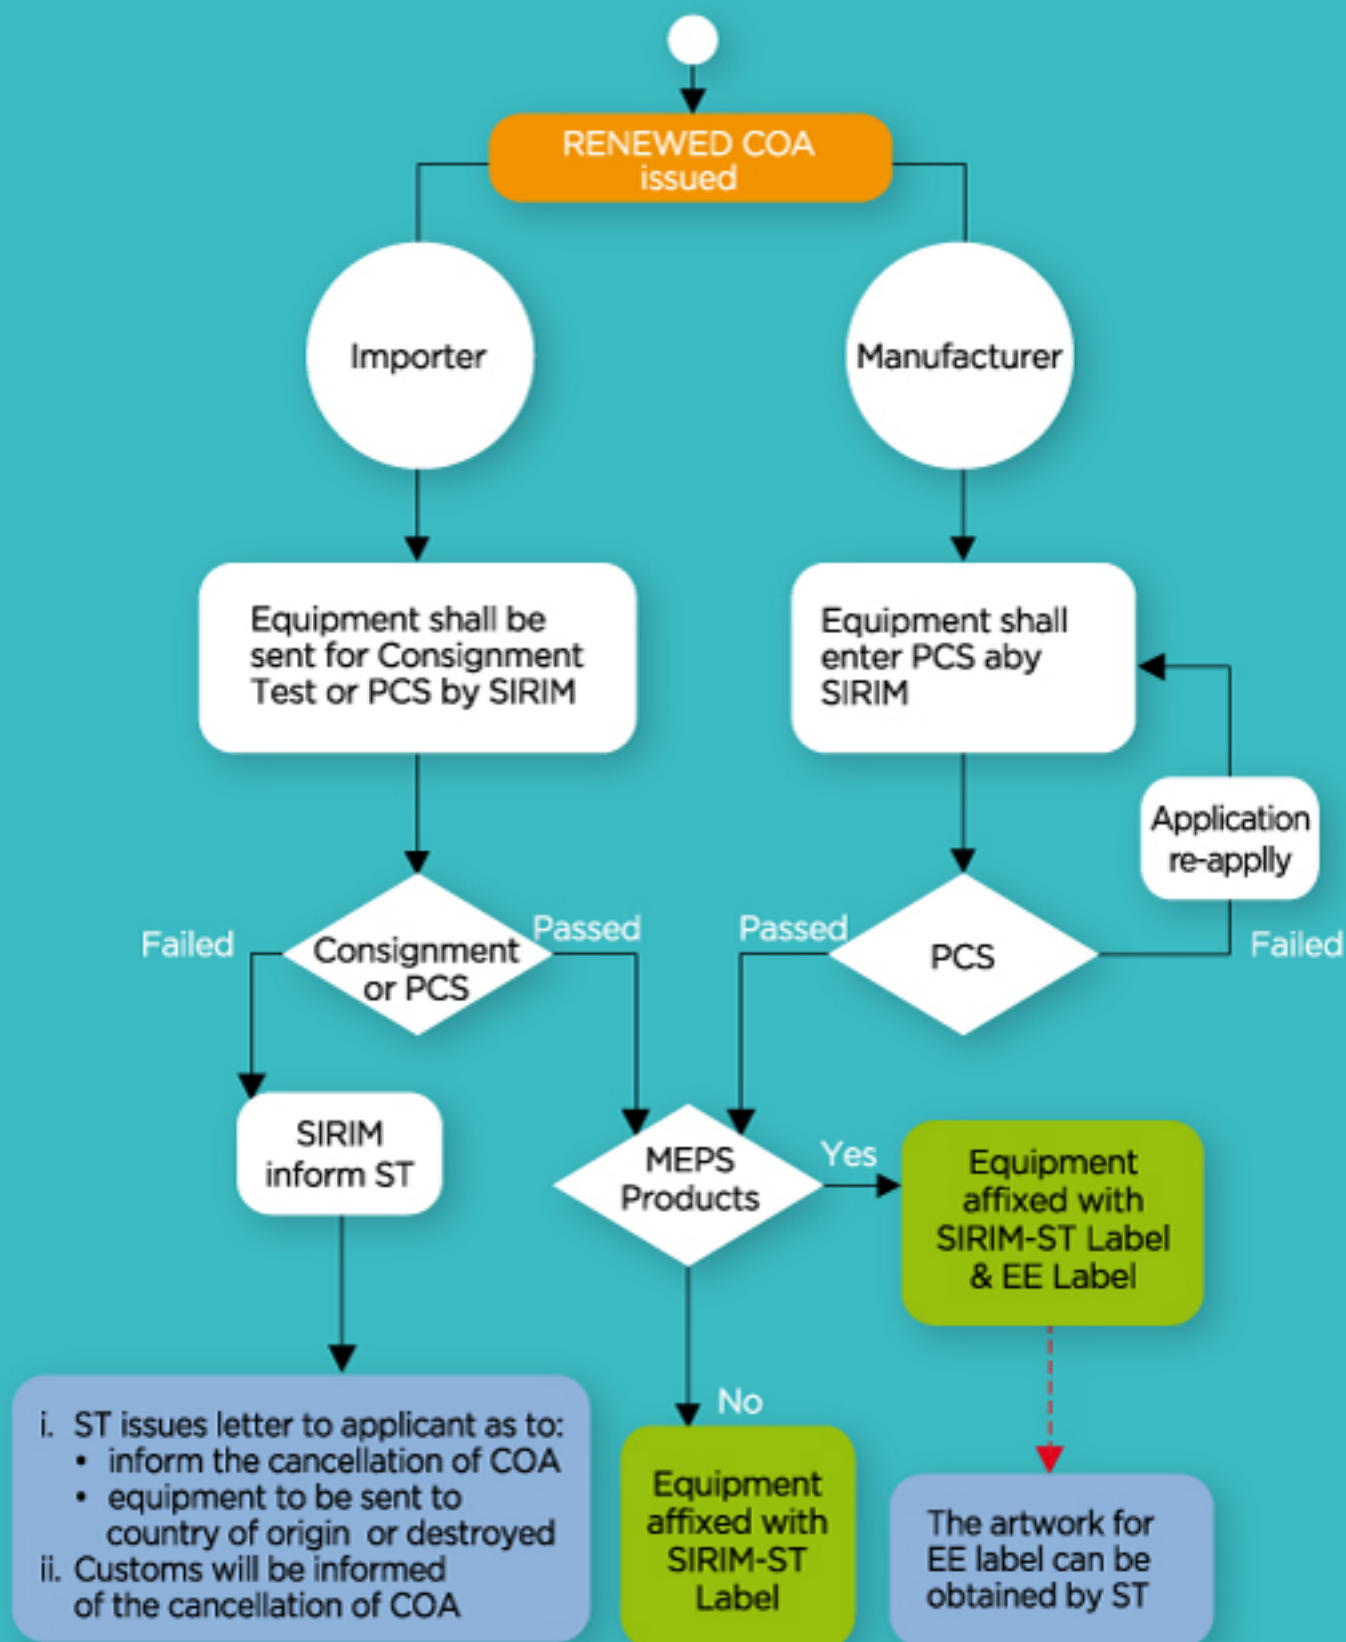 RENEWED COA
issued
Importer
Manufacturer
Equipment shall be
sent for Consignment
Test or PCS by SIRIM
Equipment shall
enter PCS aby
SIRIM
Application
re-applly
Failed
Consignment
or PCS
Passed
Passed
PCS
Failed
SIRIM
inform ST
MEPS
Products
Yes
Equipment
affixed with
SIRIM-ST Label
& EE Label
No
i. ST issues letter to applicant as to:
• inform the cancellation of COA
• equipment to be sent to
country of origin or destroyed
ii. Customs will be informed
of the cancellation of COA
Equipment
affixed with
SIRIM-ST
Label
The artwork for
EE label can be
obtained by ST